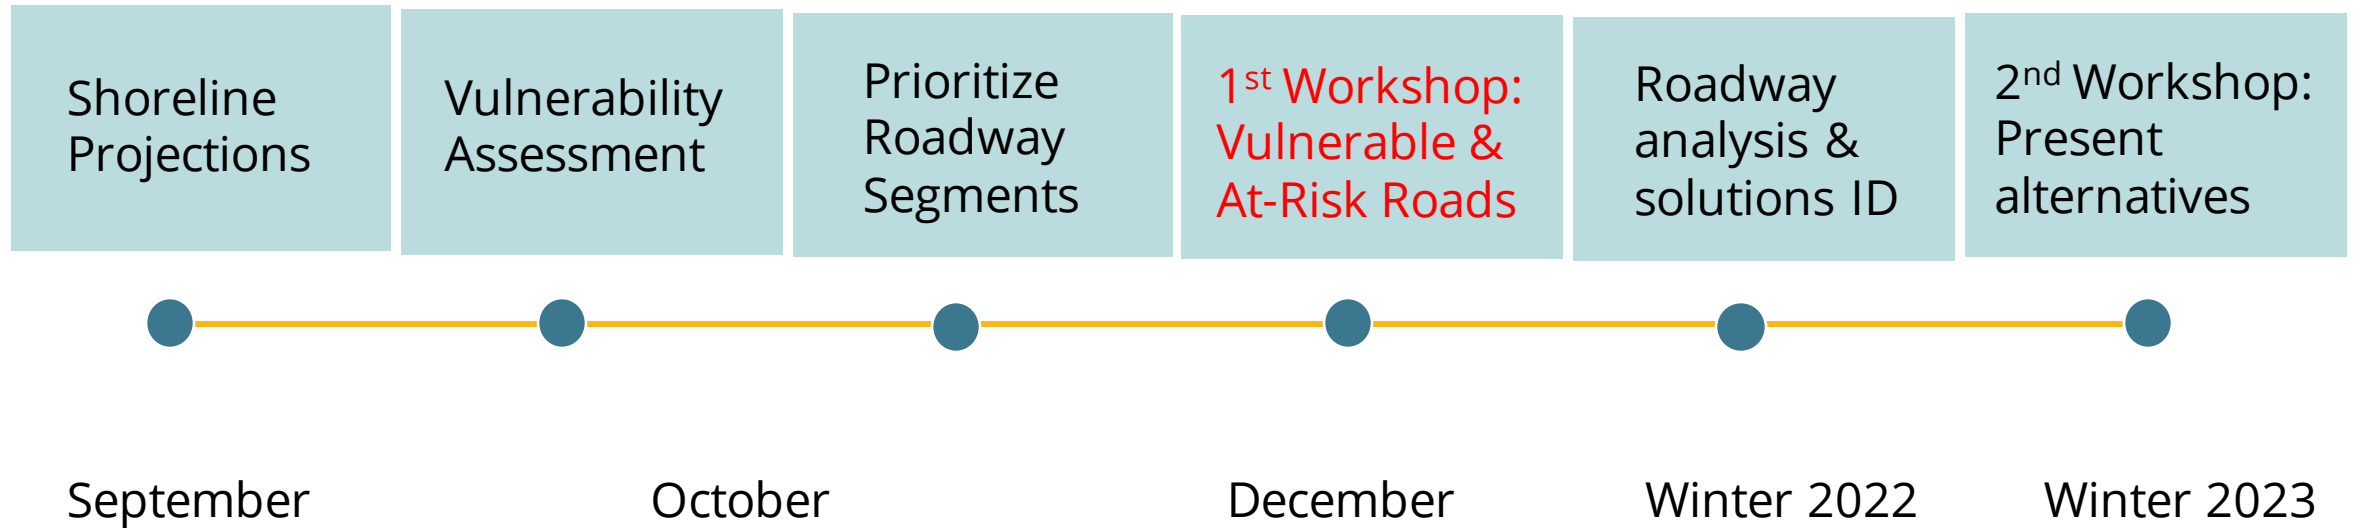 Shoreline
Projections
Vulnerability
Assessment
Prioritize
Roadway
Segments
1st Workshop:
Vulnerable &
At-Risk Roads
Roadway
analysis &
solutions ID
2nd Workshop:
Present
alternatives
September
October
December
Winter 2022
Winter 2023